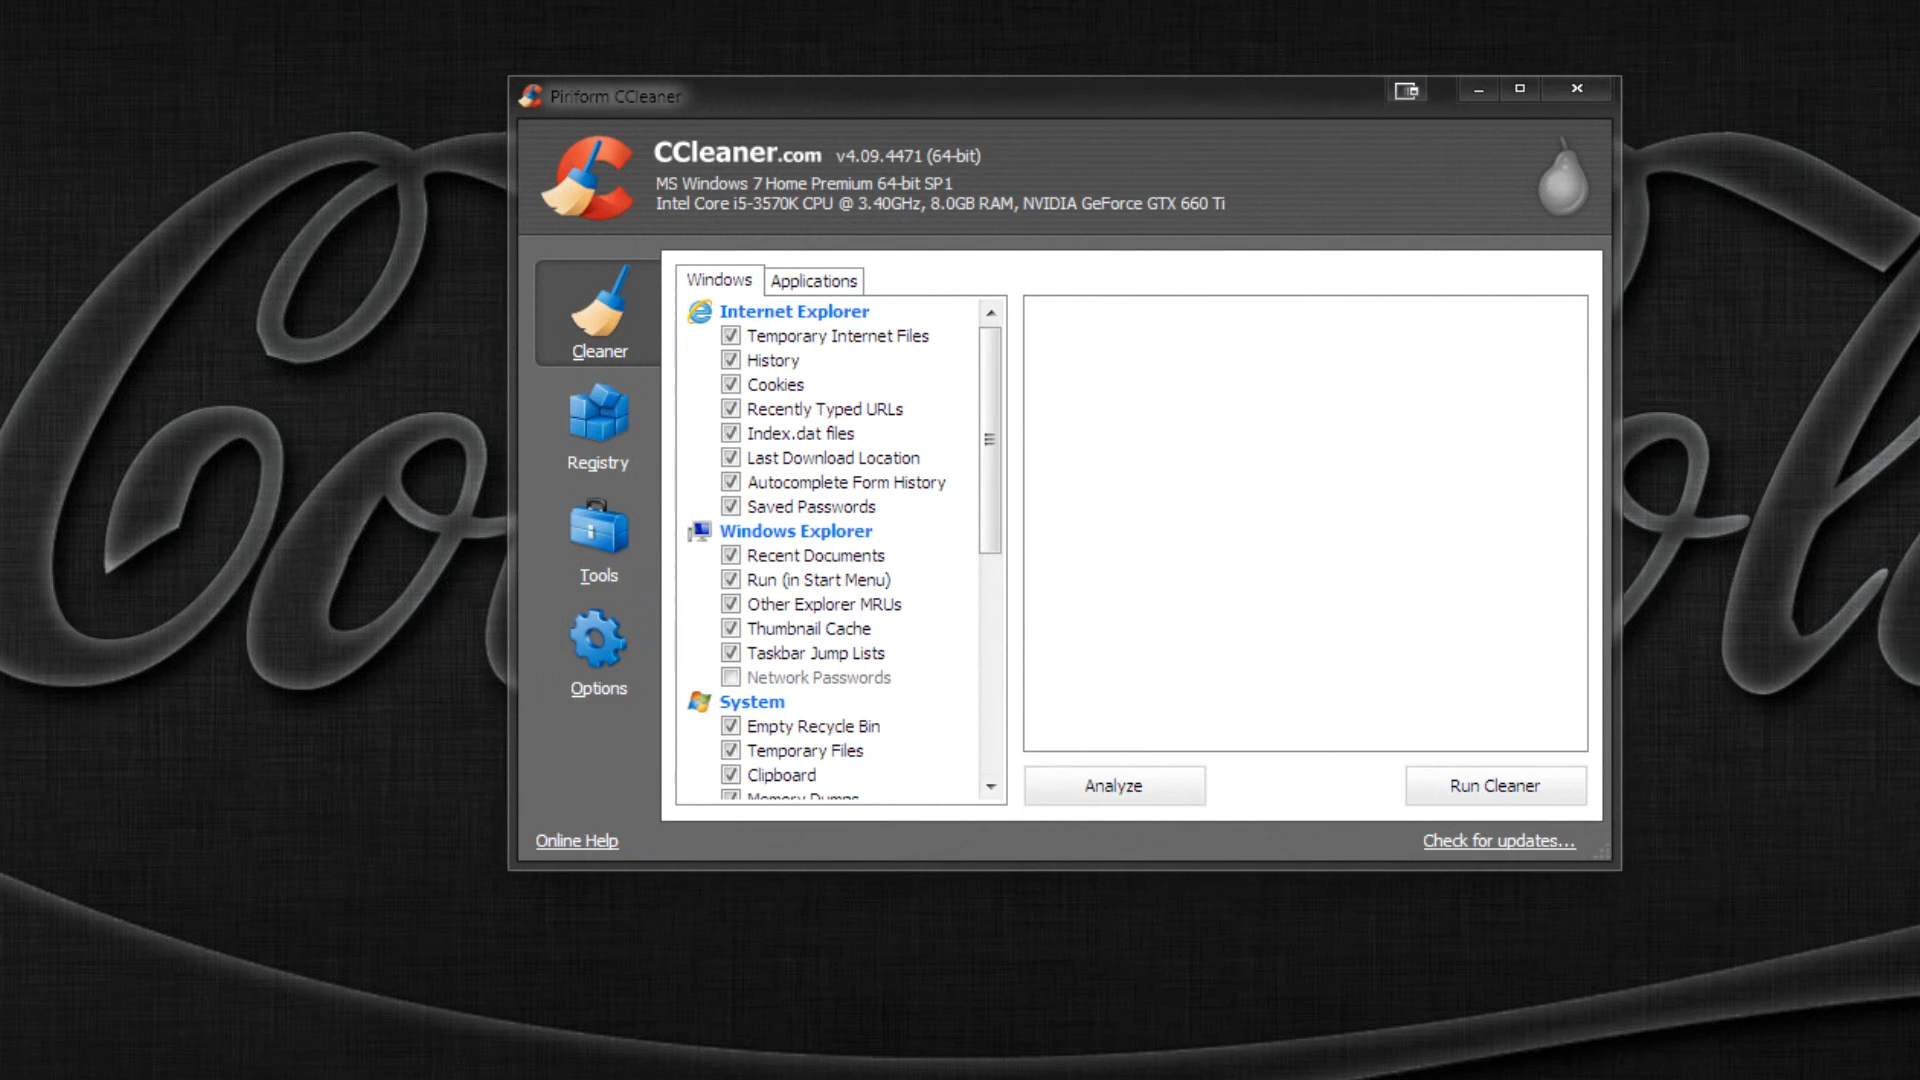 Piriform CCleaner
CCleaner.com v4.09.4471 (64-bit)
MS Windows 7 Home Premium 64-bit SP1
Intel Core i5-3570K CPU @ 3.40GHz, 8.0GB RAM, NVIDIA GeForce GTX 660 Ti
Cleaner
Registry
Tools
Options
Windows
Applications
Internet Explorer
Temporary Internet Files
History
Cookies
Recently Typed URLs
Index.dat files
Last Download Location
Autocomplete Form History
Saved Passwords
Windows Explorer
Recent Documents
Run (in Start Menu)
Other Explorer MRUs
Thumbnail Cache
Taskbar Jump Lists
Network Passwords
System
Empty Recycle Bin
Temporary Files
Clipboard
Memory Dumps
Analyze
Run Cleaner
Online Help
Check for updates...